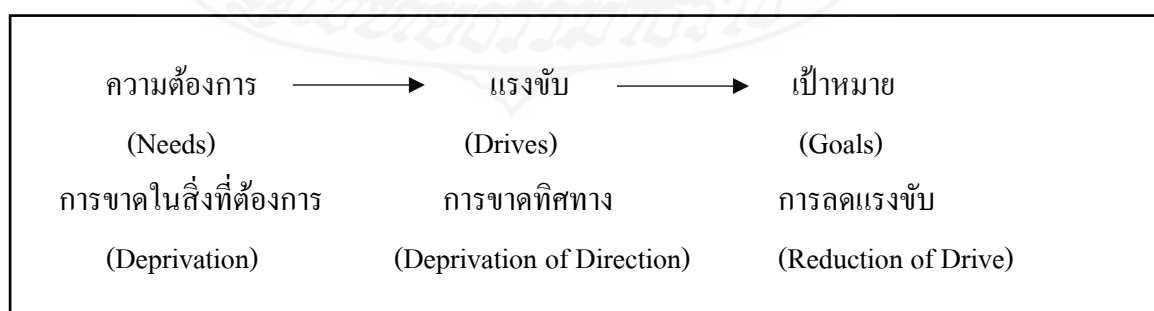 ความต้องการ แรงขับ เป้าหมาย
(Needs) (Drives) (Goals)
การขาดในสิ่งที่ต้องการ การขาดทิศทาง การลดแรงขับ
(Deprivation) (Deprivation of Direction) (Reduction of Drive)